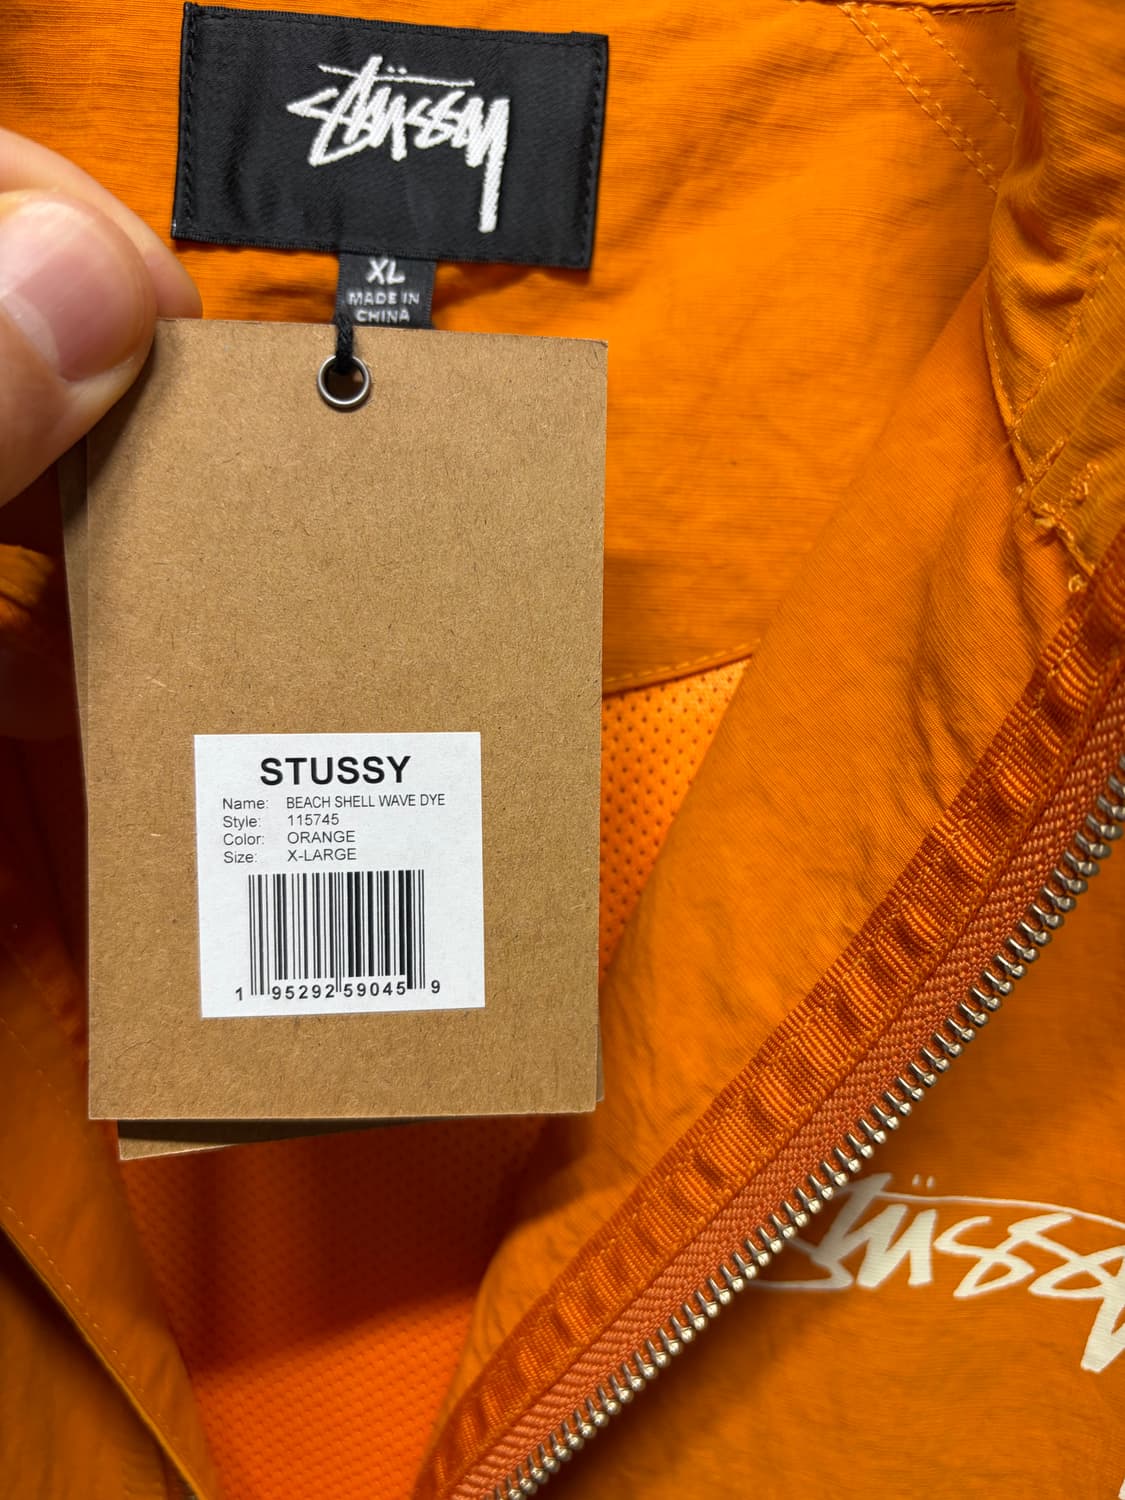 Stüssy
XL
MADE IN
CHINA
STUSSY
Name: BEACH SHELL WAVE DYE
Style: 115745
Color: ORANGE
Size: X-LARGE
1 95292 59045 9
Stüssy